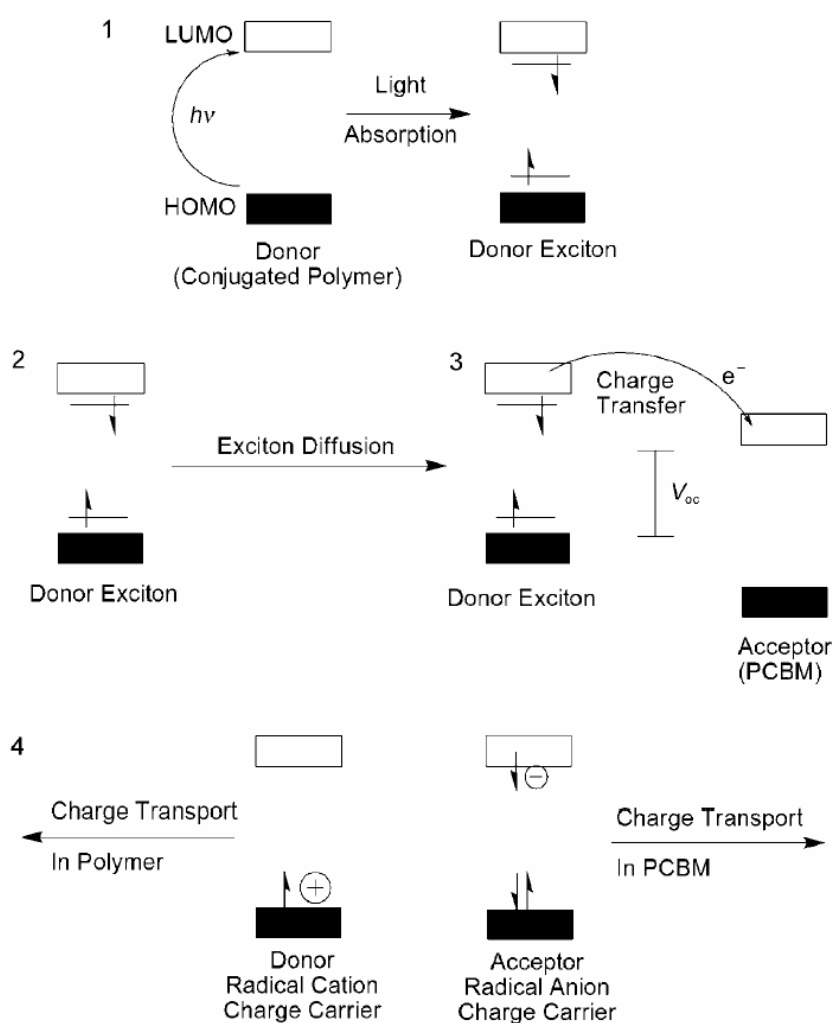 1
LUMO
hν
HOMO
Donor
(Conjugated Polymer)
Light
Absorption
Donor Exciton
2
Donor Exciton
Exciton Diffusion
3
Charge
Transfer
e⁻
Voc
Donor Exciton
Acceptor
(PCBM)
4
Charge Transport
In Polymer
+
Donor
Radical Cation
Charge Carrier
−
Acceptor
Radical Anion
Charge Carrier
Charge Transport
In PCBM